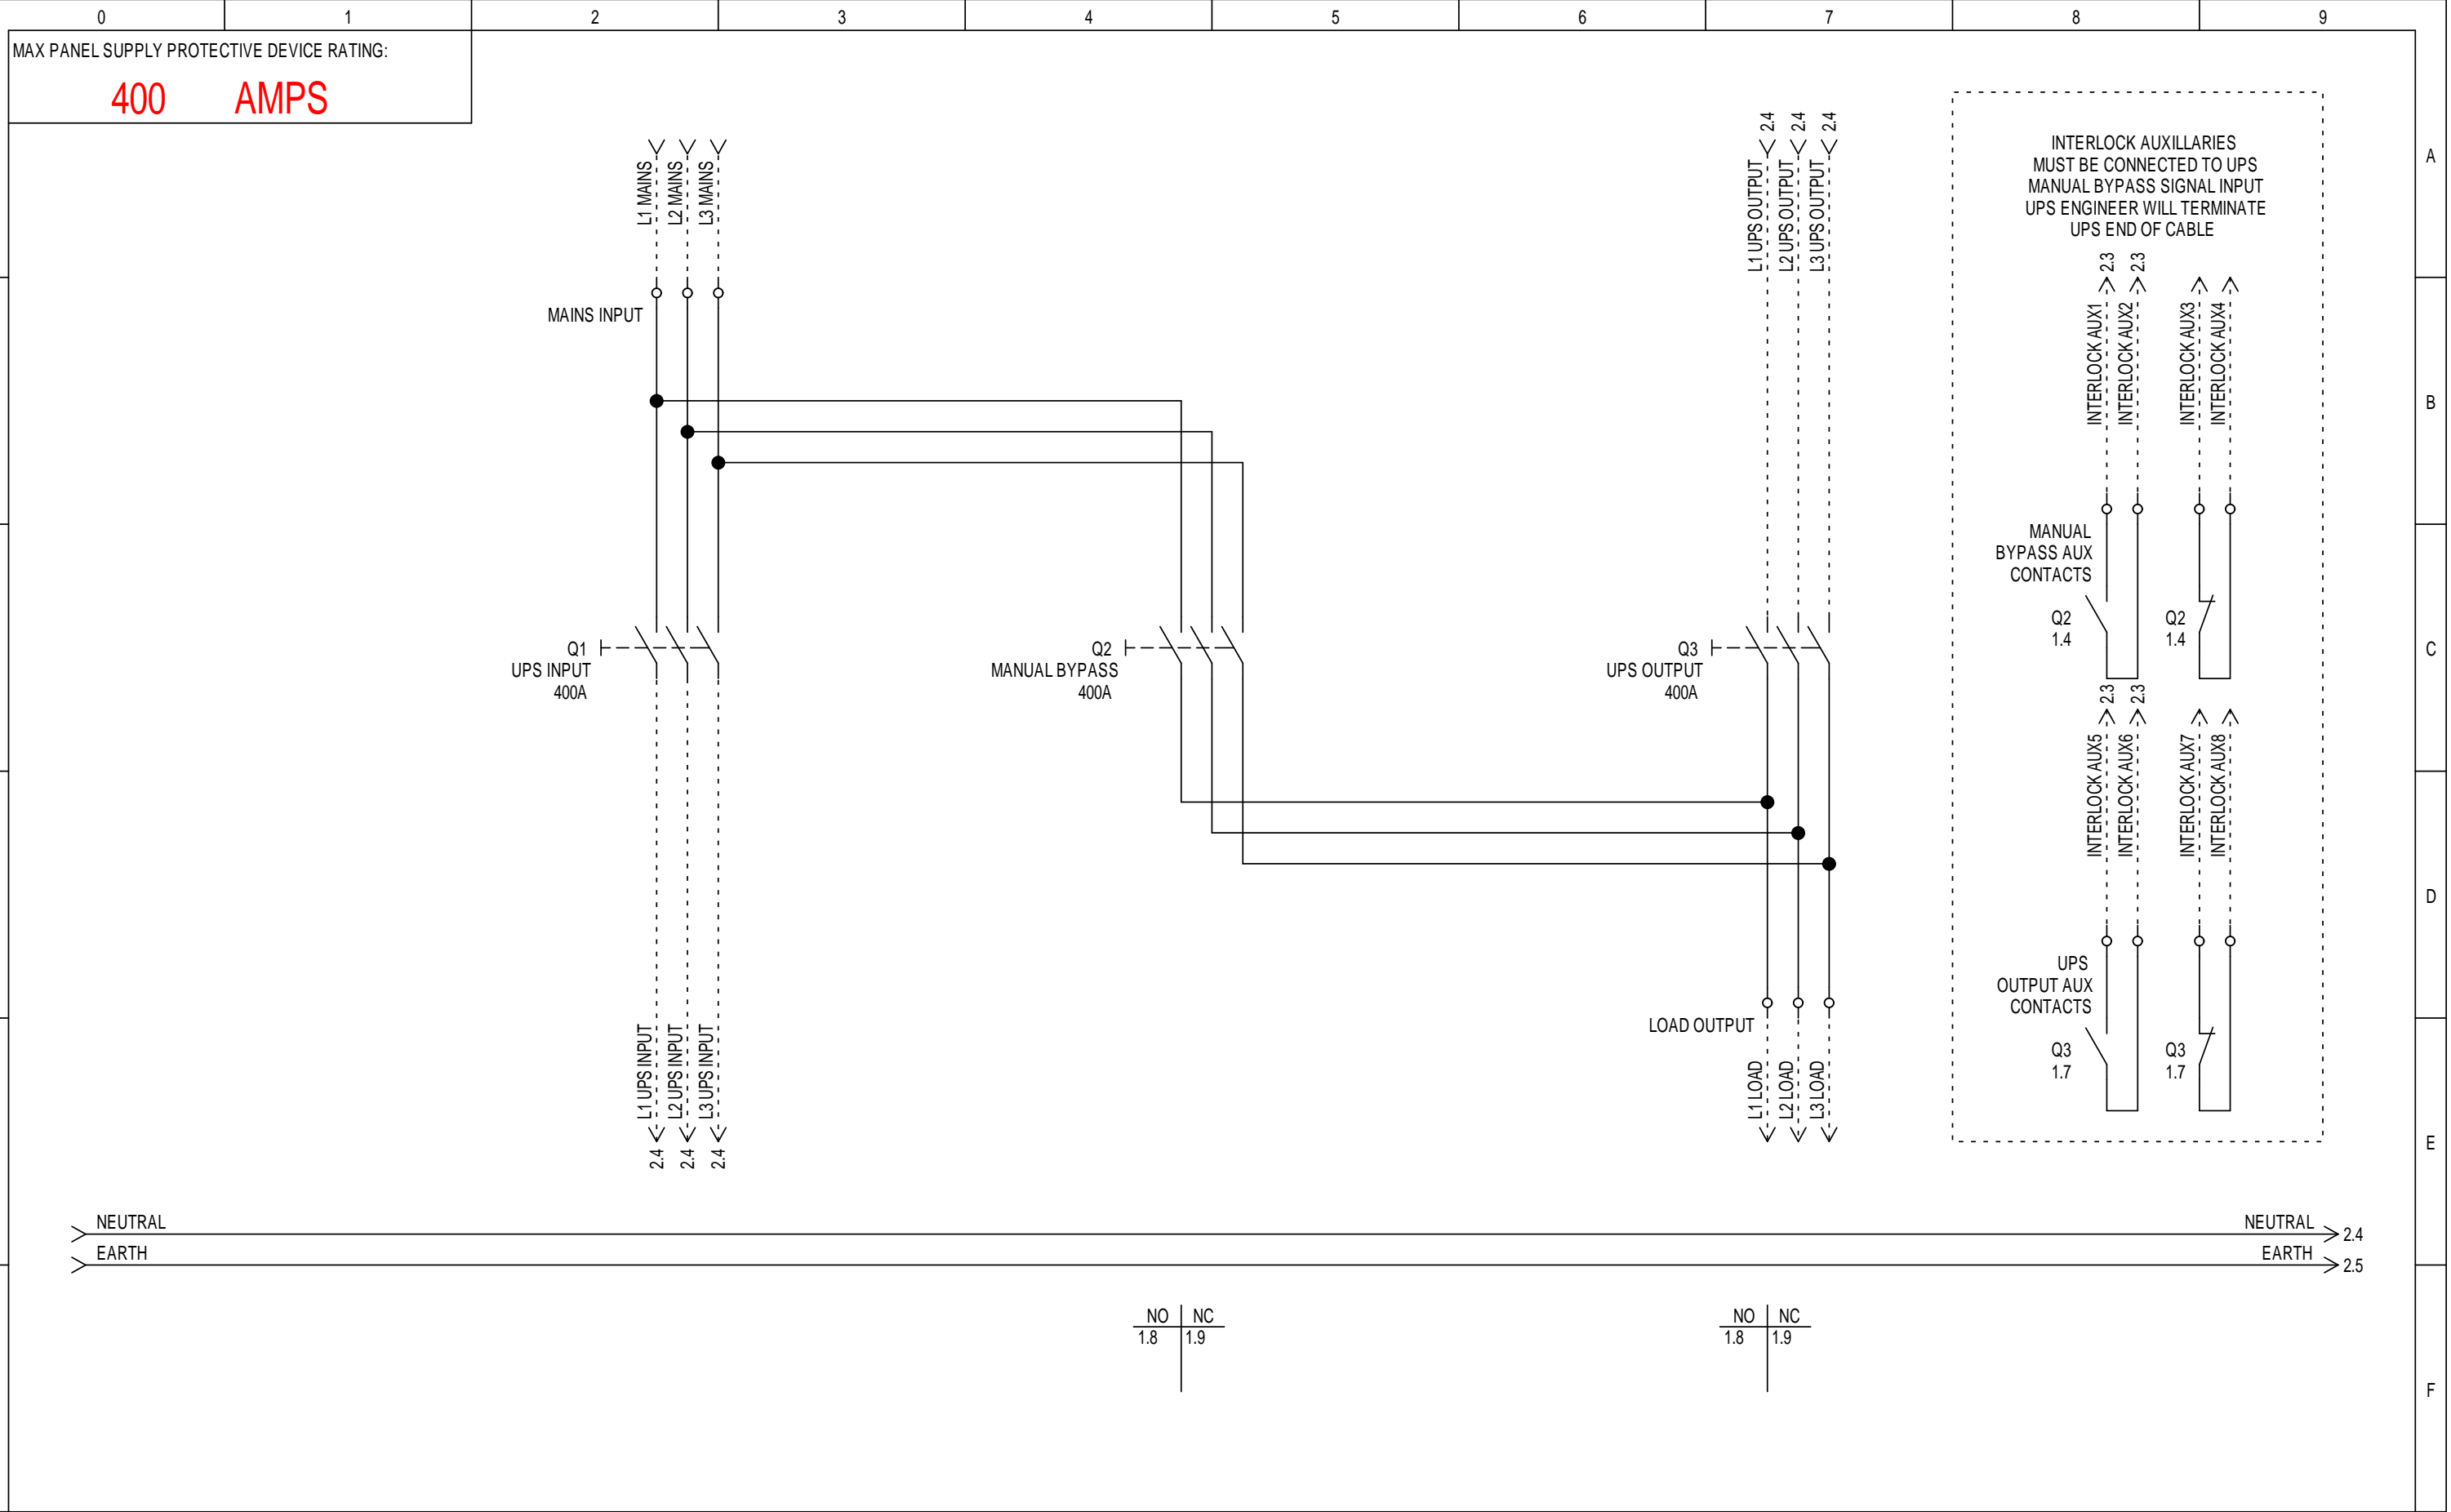 0 1 2 3 4 5 6 7 8 9
MAX PANEL SUPPLY PROTECTIVE DEVICE RATING:
400 AMPS
A
B
C
D
E
F
L1 MAINS
L2 MAINS
L3 MAINS
MAINS INPUT
Q1
UPS INPUT
400A
L1 UPS INPUT
L2 UPS INPUT
L3 UPS INPUT
2.4
2.4
2.4
Q2
MANUAL BYPASS
400A
2.4
2.4
2.4
L1 UPS OUTPUT
L2 UPS OUTPUT
L3 UPS OUTPUT
Q3
UPS OUTPUT
400A
LOAD OUTPUT
L1 LOAD
L2 LOAD
L3 LOAD
INTERLOCK AUXILLARIES
MUST BE CONNECTED TO UPS
MANUAL BYPASS SIGNAL INPUT
UPS ENGINEER WILL TERMINATE
UPS END OF CABLE
2.3
2.3
INTERLOCK AUX1
INTERLOCK AUX2
INTERLOCK AUX3
INTERLOCK AUX4
MANUAL
BYPASS AUX
CONTACTS
Q2
1.4
Q2
1.4
2.3
2.3
INTERLOCK AUX5
INTERLOCK AUX6
INTERLOCK AUX7
INTERLOCK AUX8
UPS
OUTPUT AUX
CONTACTS
Q3
1.7
Q3
1.7
NEUTRAL
NEUTRAL 2.4
EARTH
EARTH 2.5
NO NC
1.8 1.9
NO NC
1.8 1.9